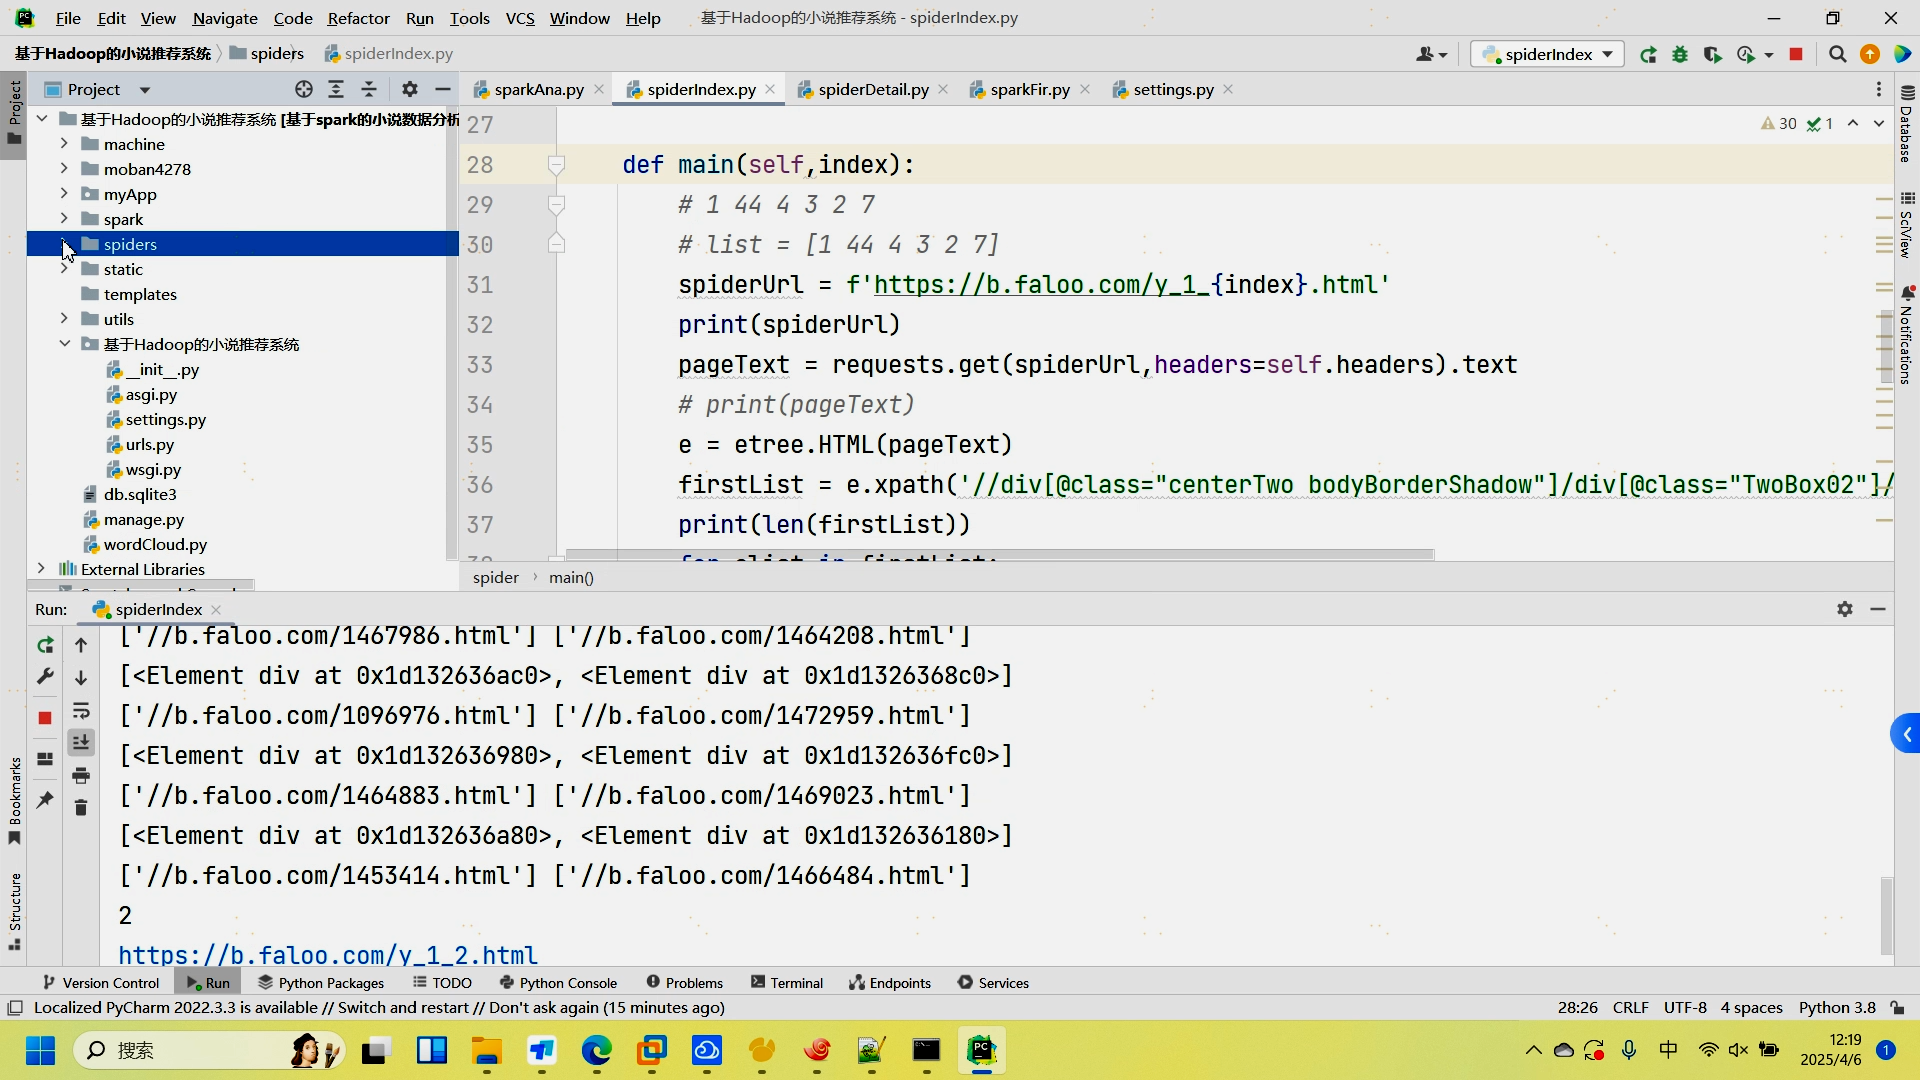 File Edit View Navigate Code Refactor Run Tools VCS Window Help 基于Hadoop的小说推荐系统 - spiderIndex.py
基于Hadoop的小说推荐系统 spiders spiderIndex.py spiderIndex
Project sparkAna.py spiderIndex.py spiderDetail.py sparkFir.py settings.py
Project
基于Hadoop的小说推荐系统 [基于spark的小说数据分析
machine
moban4278
myApp
spark
spiders
static
templates
utils
基于Hadoop的小说推荐系统
__init__.py
asgi.py
settings.py
urls.py
wsgi.py
db.sqlite3
manage.py
wordCloud.py
External Libraries
27
30 1
28 def main(self,index):
29 # 1 44 4 3 2 7
30 # list = [1 44 4 3 2 7]
31 spiderUrl = f'https://b.faloo.com/y_1_{index}.html'
32 print(spiderUrl)
33 pageText = requests.get(spiderUrl,headers=self.headers).text
34 # print(pageText)
35 e = etree.HTML(pageText)
36 firstList = e.xpath('//div[@class="centerTwo bodyBorderShadow"]/div[@class="TwoBox02"]/
37 print(len(firstList))
spider main()
Database
SciView
Notifications
Run: spiderIndex
['//b.faloo.com/1467986.html'] ['//b.faloo.com/1464208.html']
[<Element div at 0x1d132636ac0>, <Element div at 0x1d1326368c0>]
['//b.faloo.com/1096976.html'] ['//b.faloo.com/1472959.html']
[<Element div at 0x1d132636980>, <Element div at 0x1d132636fc0>]
['//b.faloo.com/1464883.html'] ['//b.faloo.com/1469023.html']
[<Element div at 0x1d132636a80>, <Element div at 0x1d132636180>]
['//b.faloo.com/1453414.html'] ['//b.faloo.com/1466484.html']
2
https://b.faloo.com/y_1_2.html
Bookmarks
Structure
Version Control Run Python Packages TODO Python Console Problems Terminal Endpoints Services
Localized PyCharm 2022.3.3 is available // Switch and restart // Don't ask again (15 minutes ago) 28:26 CRLF UTF-8 4 spaces Python 3.8
搜索 中 12:19
2025/4/6 1